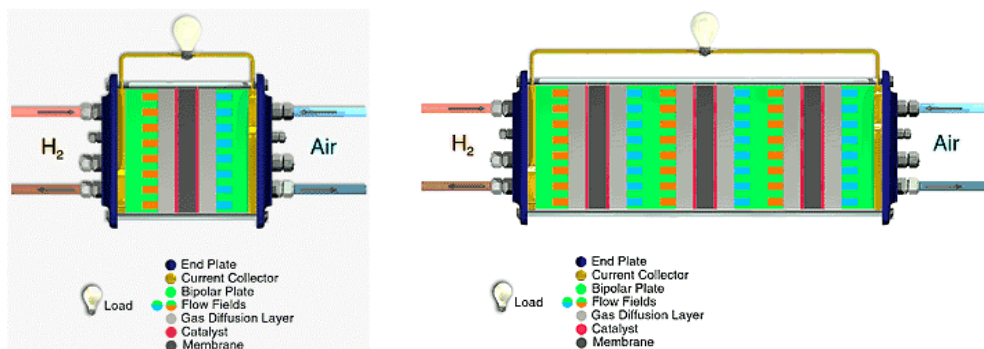 H2
Air
Load
End Plate
Current Collector
Bipolar Plate
Flow Fields
Gas Diffusion Layer
Catalyst
Membrane
H2
Air
Load
End Plate
Current Collector
Bipolar Plate
Flow Fields
Gas Diffusion Layer
Catalyst
Membrane